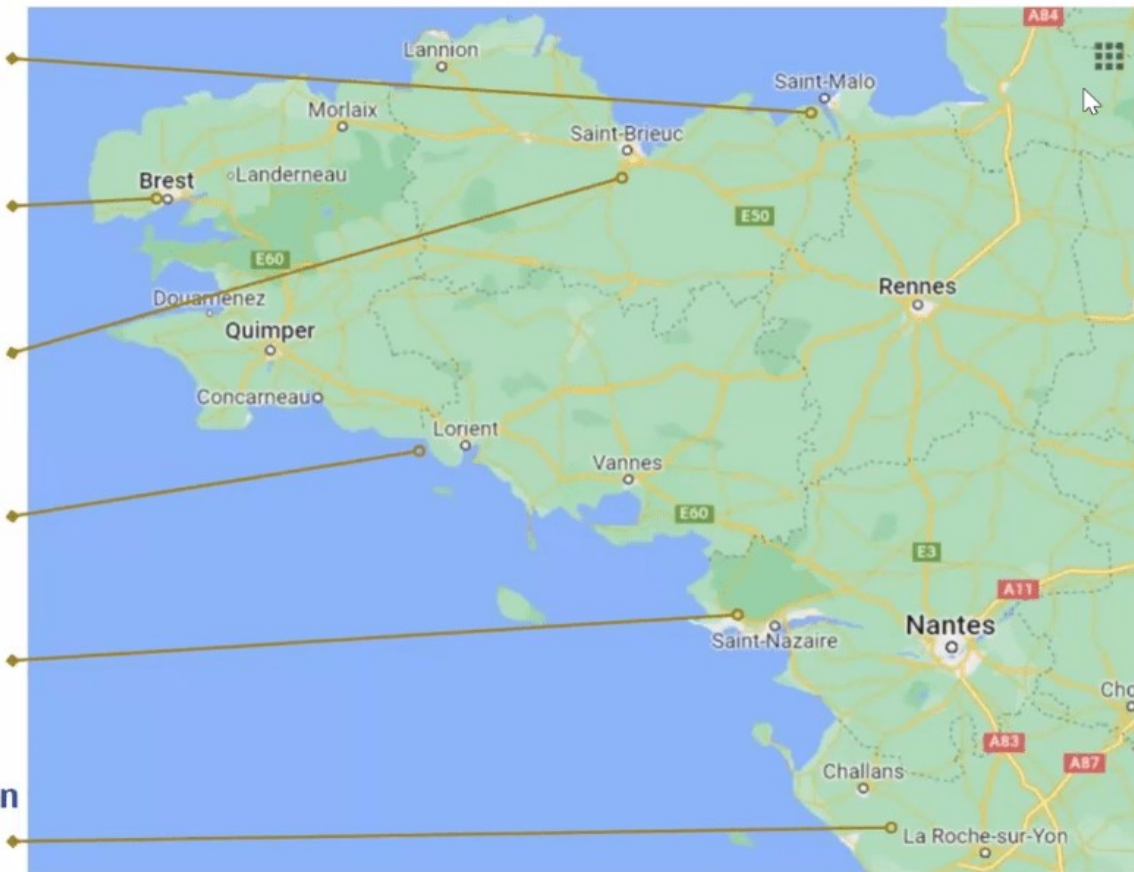 A84
Lannion
Saint-Malo
Morlaix
Saint-Brieuc
Brest
Landerneau
E50
E60
Rennes
Douarnenez
Quimper
Concarneau
Lorient
Vannes
E60
E3
A11
Nantes
Saint-Nazaire
Cho
A83
A87
Challans
n
La Roche-sur-Yon